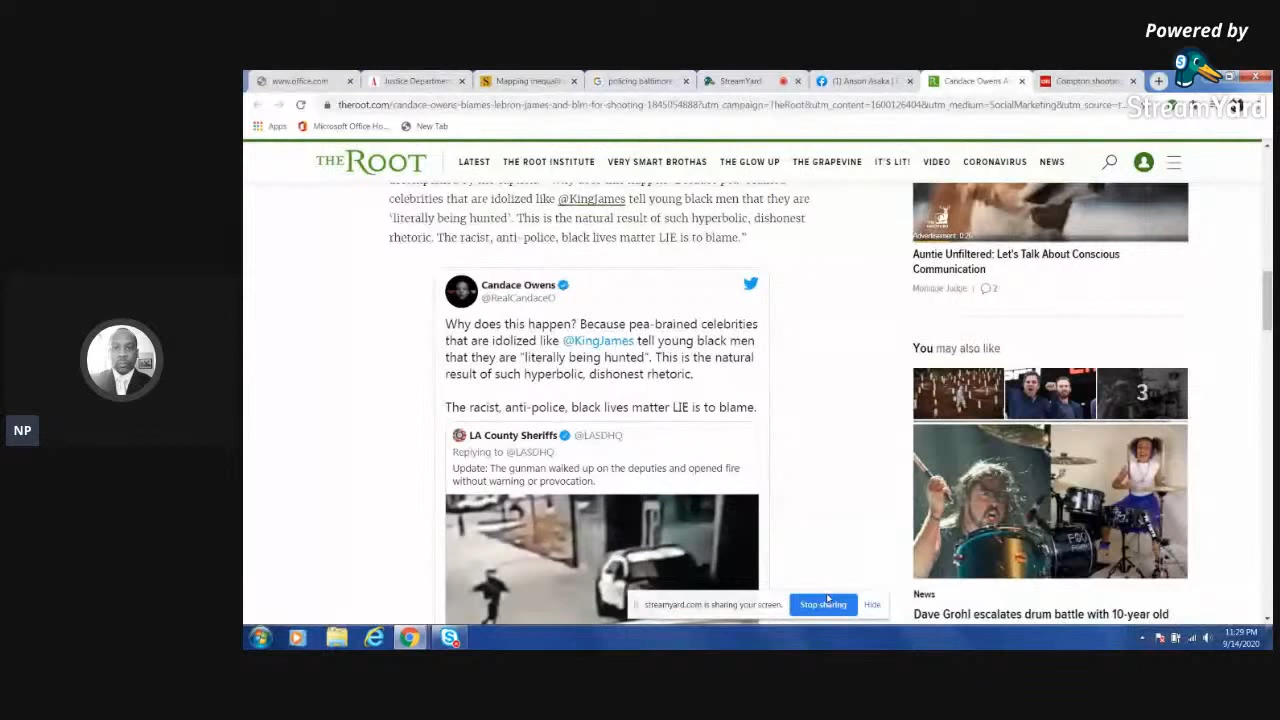 Powered by
StreamYard
www.office.com
Justice Departmen
Mapping inequali
policing baltimore
StreamYard
(1) Anson Asaka |
Candace Owens
Compton shootin
theroot.com/candace-owens-blames-lebron-james-and-blm-for-shooting-1845054888?utm_campaign=TheRoot&utm_content=1600126404&utm_medium=SocialMarketing&utm_source=t...
Apps
Microsoft Office Ho...
New Tab
THE ROOT
LATEST
THE ROOT INSTITUTE
VERY SMART BROTHAS
THE GLOW UP
THE GRAPEVINE
IT'S LIT!
VIDEO
CORONAVIRUS
NEWS
celebrities that are idolized like @KingJames tell young black men that they are
'literally being hunted'. This is the natural result of such hyperbolic, dishonest
rhetoric. The racist, anti-police, black lives matter LIE is to blame.”
Candace Owens
@RealCandaceO
Why does this happen? Because pea-brained celebrities
that are idolized like @KingJames tell young black men
that they are “literally being hunted”. This is the natural
result of such hyperbolic, dishonest rhetoric.
The racist, anti-police, black lives matter LIE is to blame.
LA County Sheriffs @LASDHQ
Replying to @LASDHQ
Update: The gunman walked up on the deputies and opened fire
without warning or provocation.
Advertisement: 0:26
Auntie Unfiltered: Let's Talk About Conscious
Communication
Monique Judge | 2
You may also like
3
News
Dave Grohl escalates drum battle with 10-year old
streamyard.com is sharing your screen.
Stop sharing
Hide
NP
11:29 PM
9/14/2020